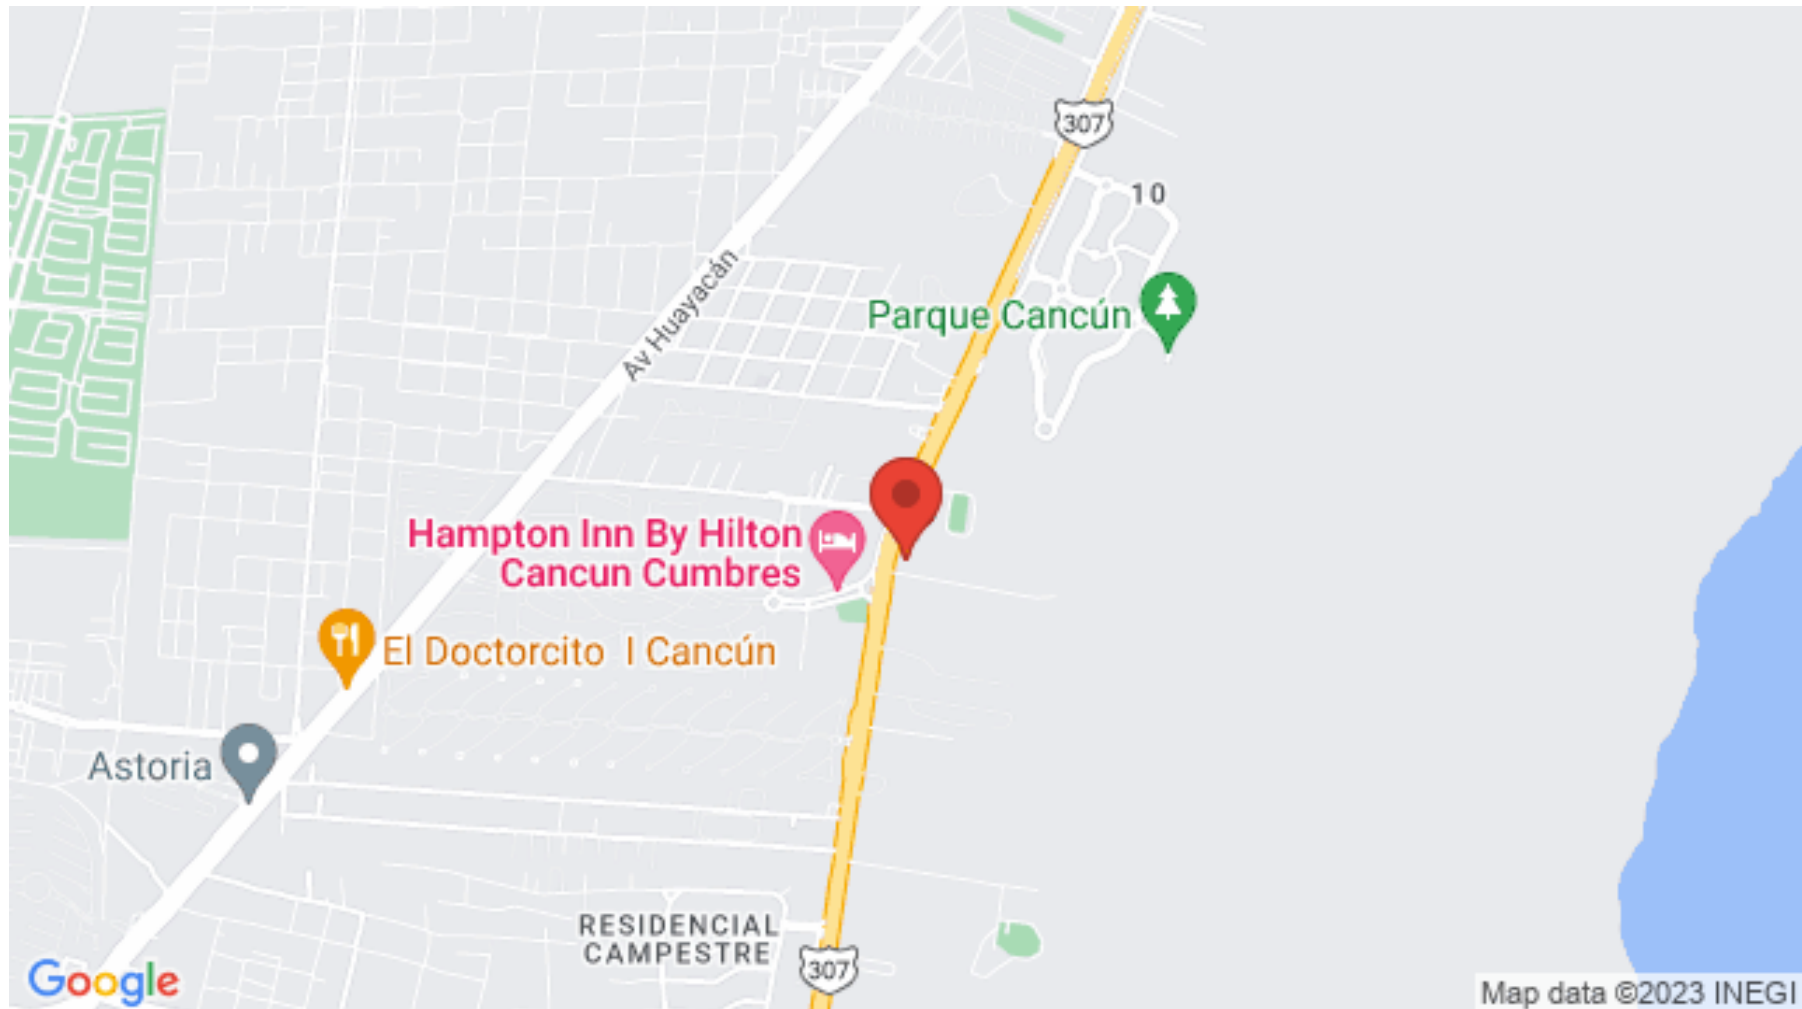 307
10
Av Huayacán
Parque Cancún
Hampton Inn By Hilton
Cancun Cumbres
El Doctorcito I Cancún
Astoria
RESIDENCIAL
CAMPESTRE
307
Google
Map data ©2023 INEGI